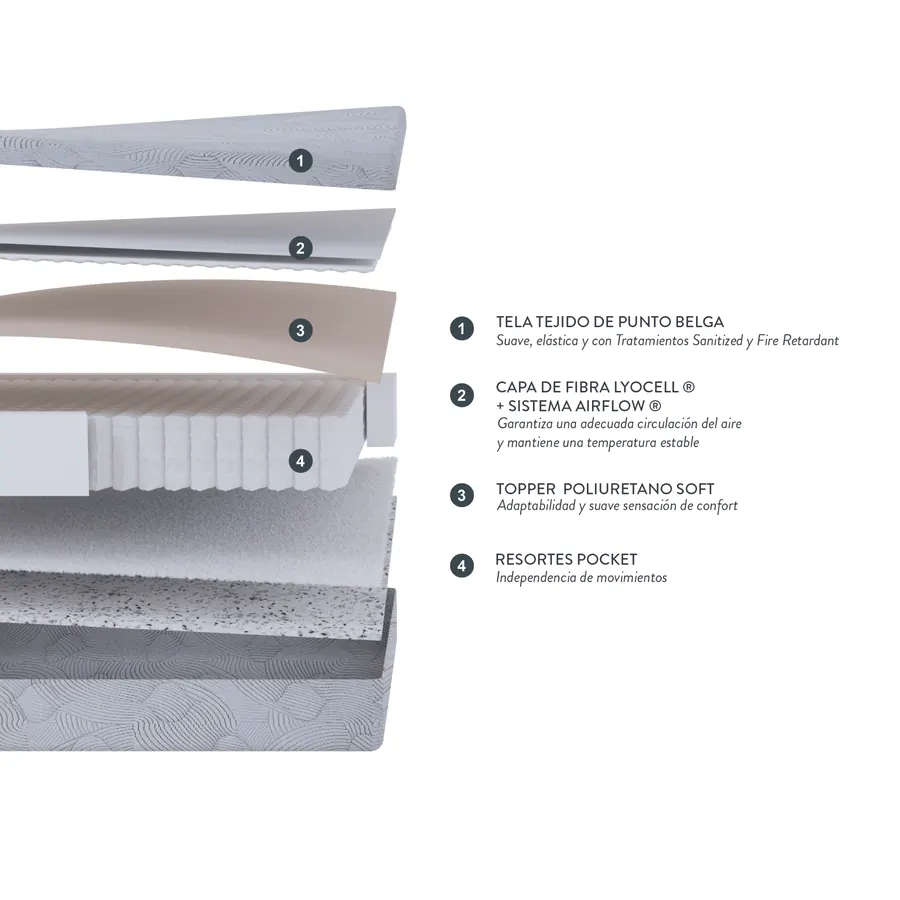 1
2
3
4
1 TELA TEJIDO DE PUNTO BELGA
Suave, elástica y con Tratamientos Sanitized y Fire Retardant
2 CAPA DE FIBRA LYOCELL ®
+ SISTEMA AIRFLOW ®
Garantiza una adecuada circulación del aire
y mantiene una temperatura estable
3 TOPPER POLIURETANO SOFT
Adaptabilidad y suave sensación de confort
4 RESORTES POCKET
Independencia de movimientos